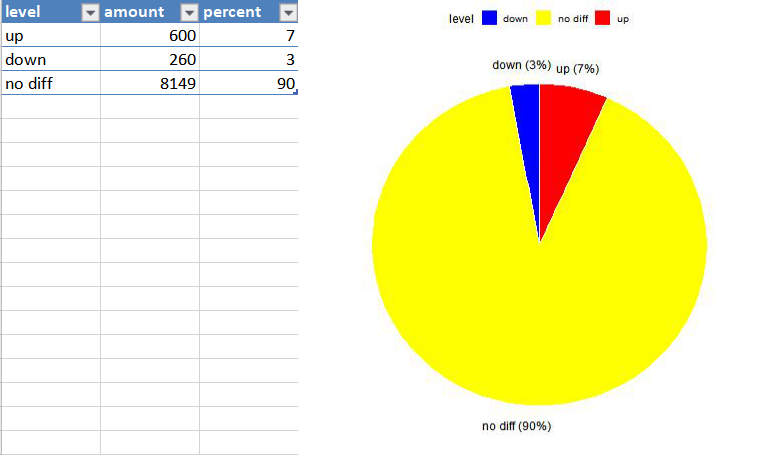 level amount percent
up 600 7
down 260 3
no diff 8149 90
level down no diff up
down (3%) up (7%)
no diff (90%)